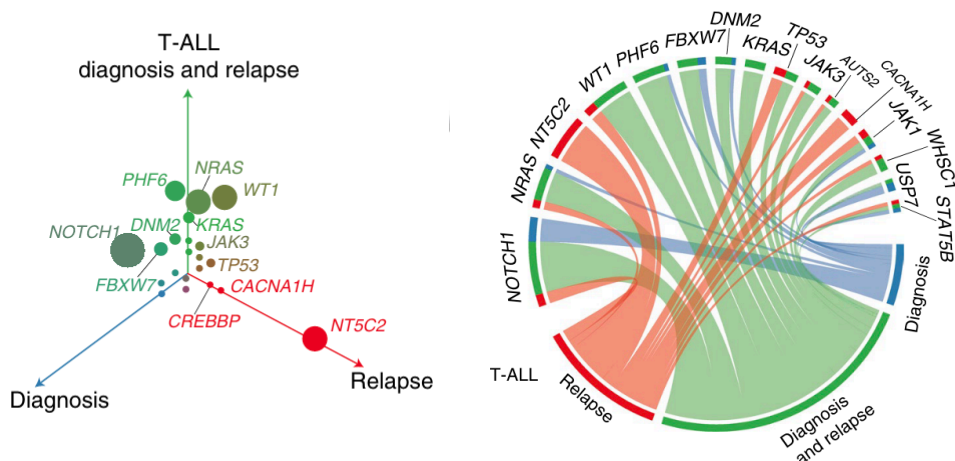 T-ALL
diagnosis and relapse
NRAS
PHF6
WT1
DNM2
KRAS
NOTCH1
JAK3
TP53
FBXW7
CACNA1H
CREBBP
NT5C2
Relapse
Diagnosis
NOTCH1
NRAS
NT5C2
WT1
PHF6
FBXW7
DNM2
KRAS
TP53
JAK3
AUTS2
CACNA1H
JAK1
WHSC1
USP7
STAT5B
Diagnosis
Diagnosis
and relapse
Relapse
T-ALL